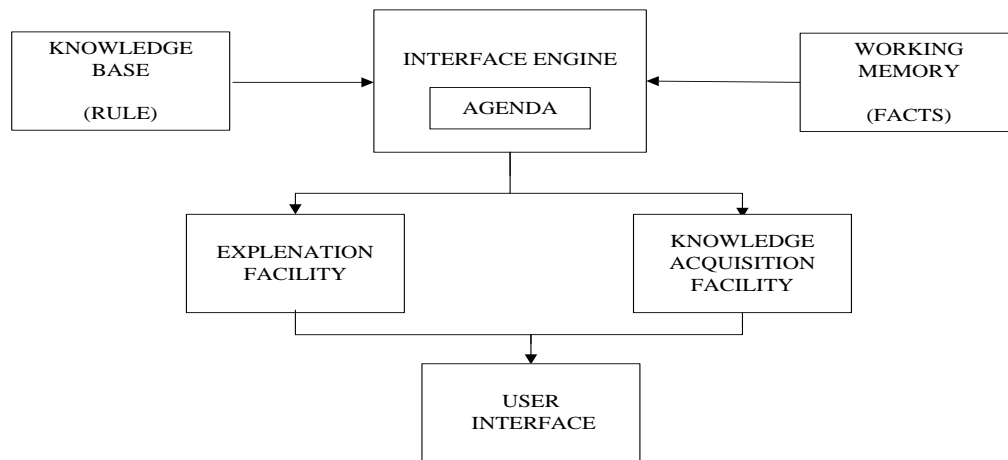 KNOWLEDGE
BASE
(RULE)
INTERFACE ENGINE
AGENDA
WORKING
MEMORY
(FACTS)
EXPLENATION
FACILITY
KNOWLEDGE
ACQUISITION
FACILITY
USER
INTERFACE